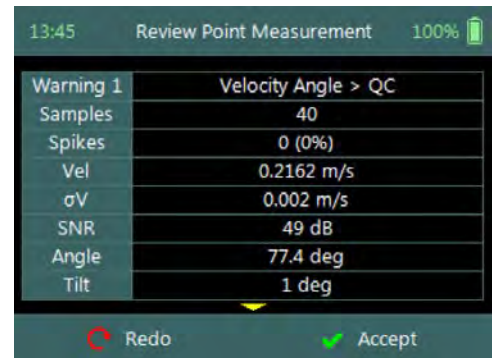 13:45 Review Point Measurement 100%
Warning 1 Velocity Angle > QC
Samples 40
Spikes 0 (0%)
Vel 0.2162 m/s
σV 0.002 m/s
SNR 49 dB
Angle 77.4 deg
Tilt 1 deg
Redo Accept